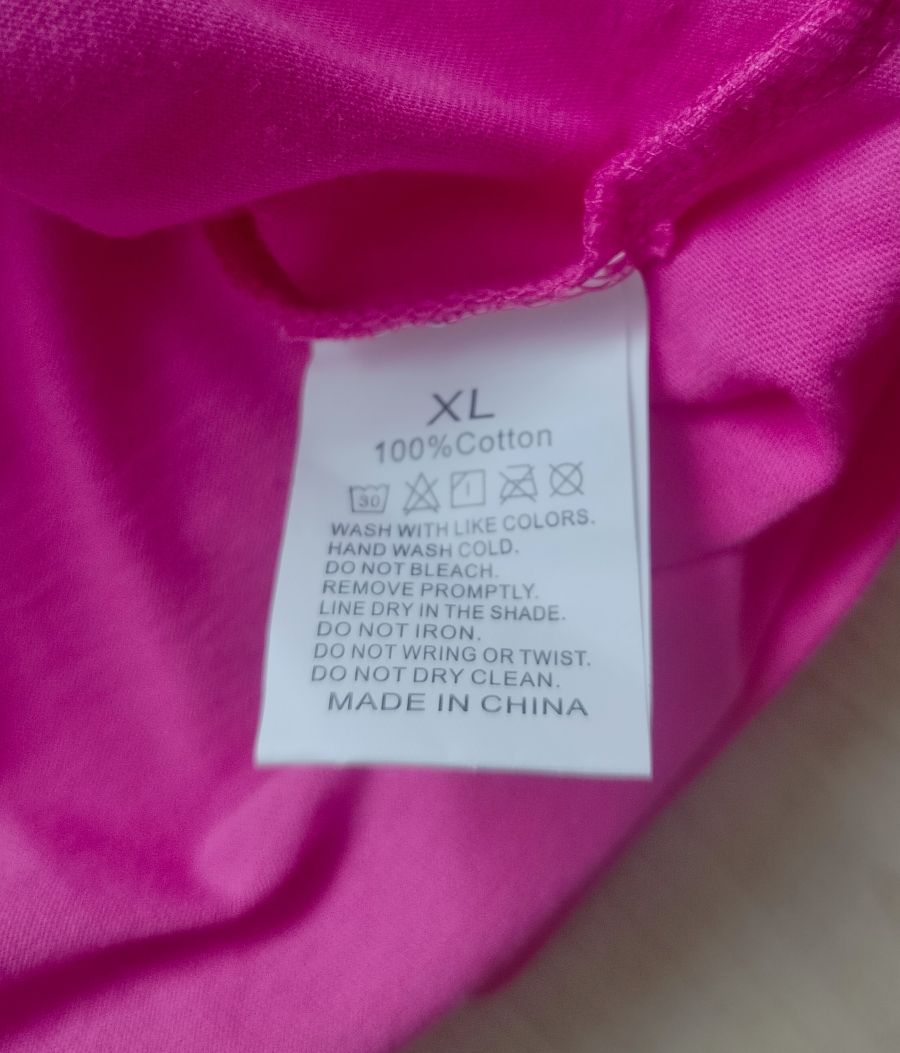 XL
100%Cotton
30
WASH WITH LIKE COLORS.
HAND WASH COLD.
DO NOT BLEACH.
REMOVE PROMPTLY.
LINE DRY IN THE SHADE.
DO NOT IRON.
DO NOT WRING OR TWIST.
DO NOT DRY CLEAN.
MADE IN CHINA